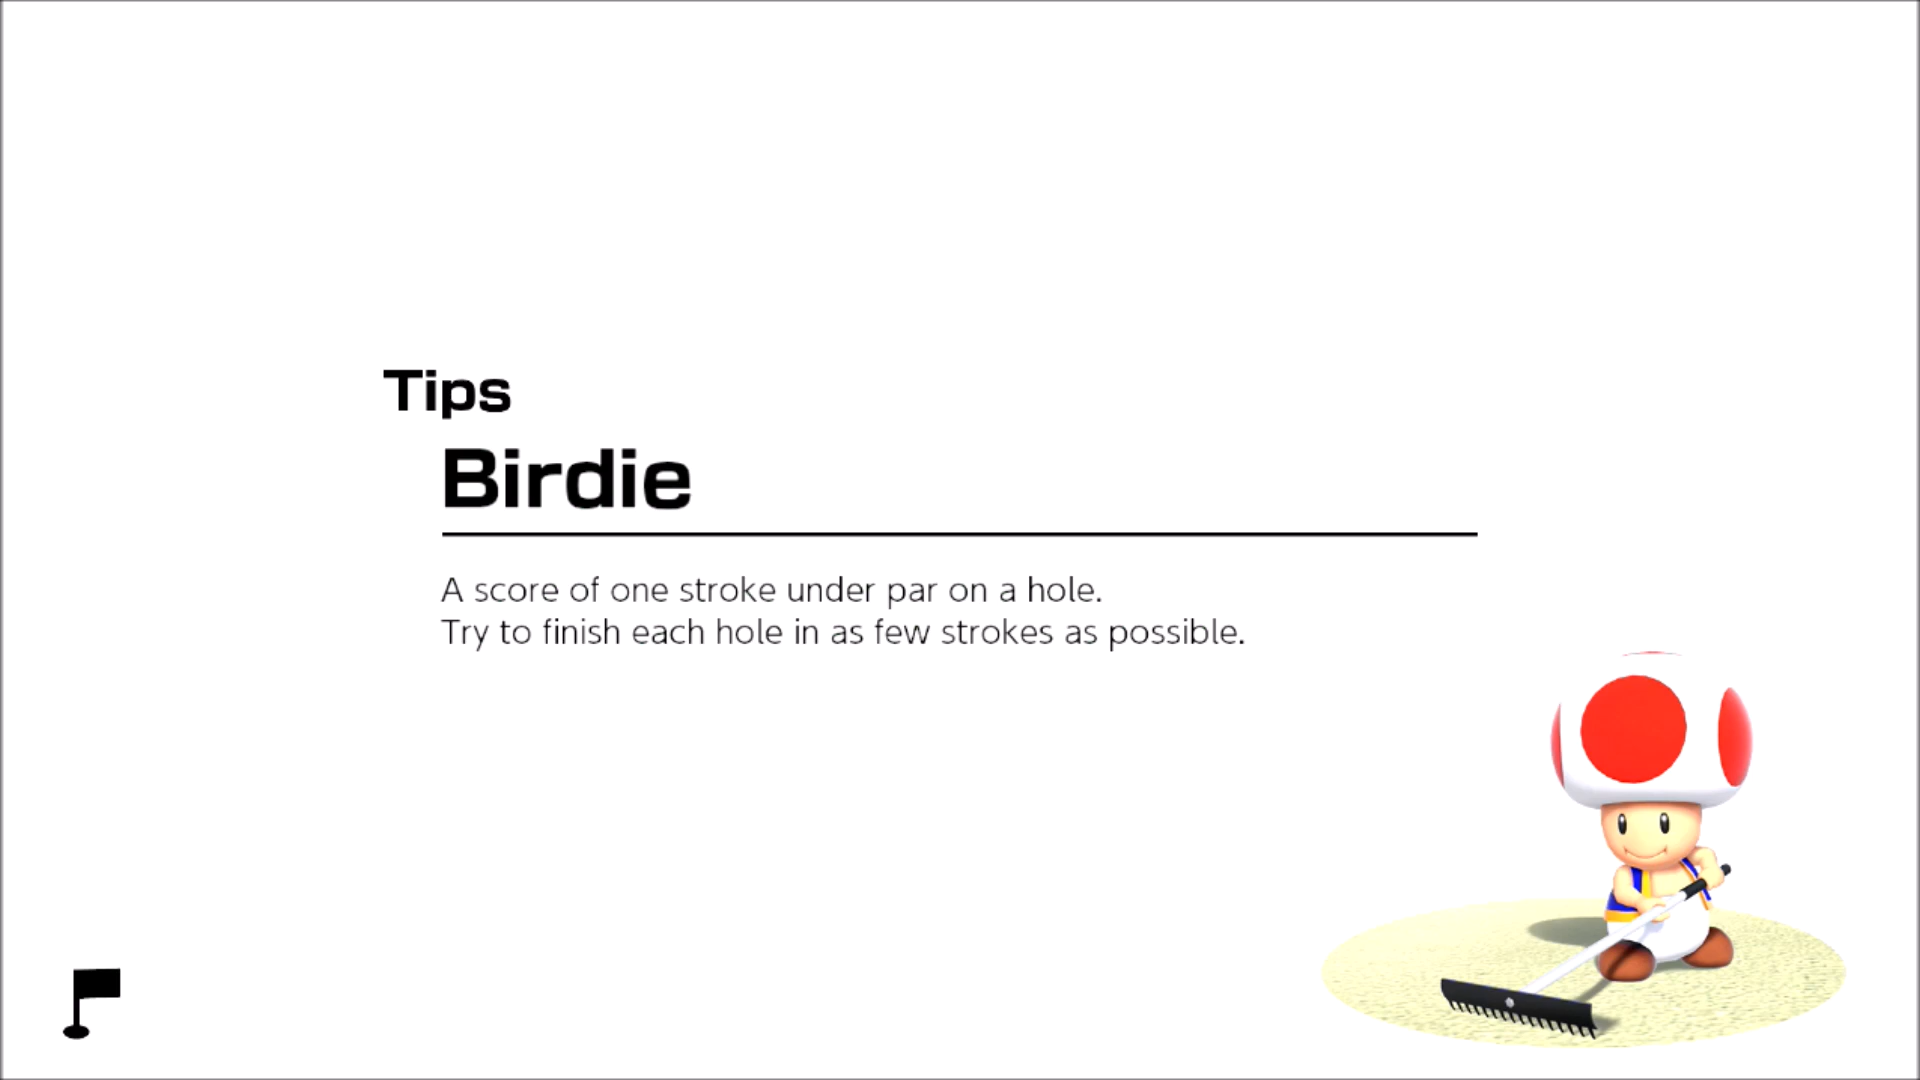 Tips
Birdie
A score of one stroke under par on a hole.
Try to finish each hole in as few strokes as possible.